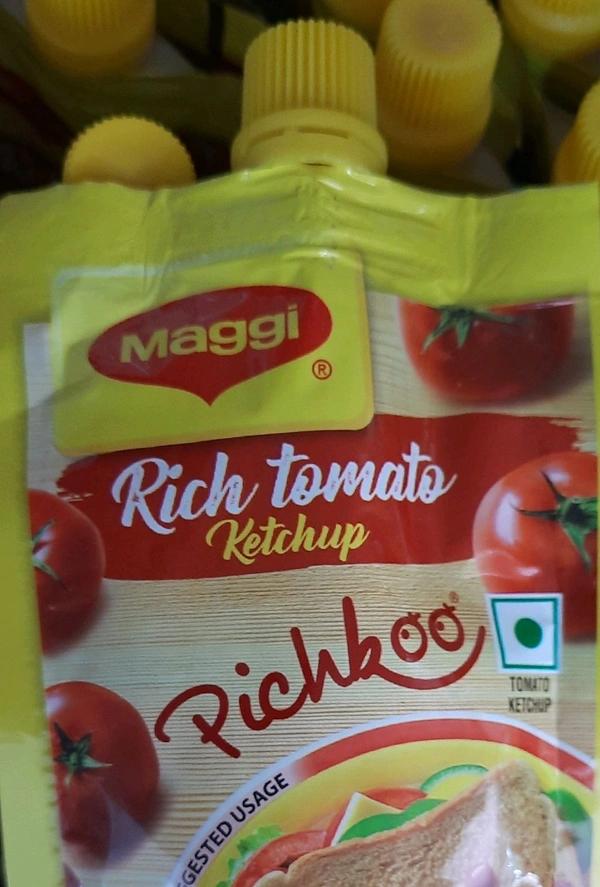 Maggi
®
Rich tomato
Ketchup
Pichkoo®
TOMATO
KETCHUP
GESTED USAGE